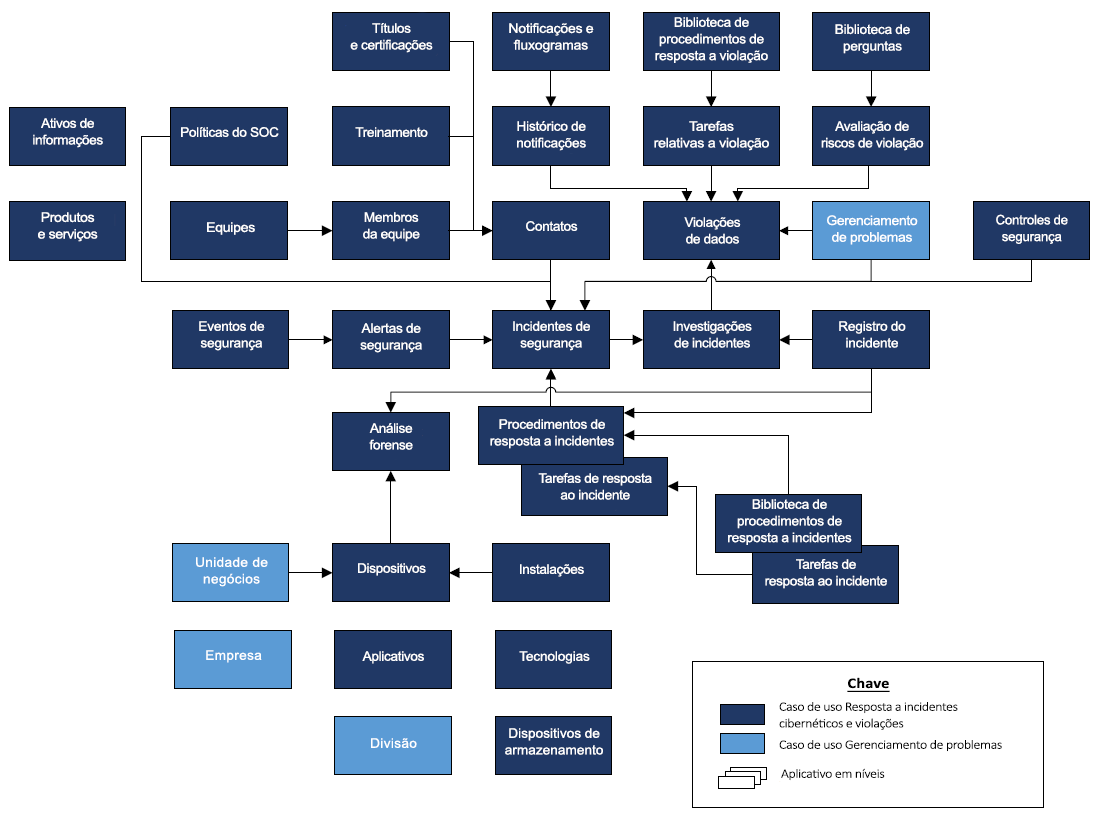 Títulos
e certificações
Notificações e
fluxogramas
Biblioteca de
procedimentos de
resposta a violação
Biblioteca de
perguntas
Ativos de
informações
Políticas do SOC
Treinamento
Histórico de
notificações
Tarefas
relativas a violação
Avaliação de
riscos de violação
Produtos
e serviços
Equipes
Membros
da equipe
Contatos
Violações
de dados
Gerenciamento
de problemas
Controles de
segurança
Eventos de
segurança
Alertas de
segurança
Incidentes de
segurança
Investigações
de incidentes
Registro do
incidente
Análise
forense
Procedimentos de
resposta a incidentes
Tarefas de resposta
ao incidente
Biblioteca de
procedimentos de
resposta a incidentes
Tarefas de
resposta ao incidente
Unidade de
negócios
Dispositivos
Instalações
Empresa
Aplicativos
Tecnologias
Divisão
Dispositivos de
armazenamento
Chave
Caso de uso Resposta a incidentes
cibernéticos e violações
Caso de uso Gerenciamento de problemas
Aplicativo em níveis